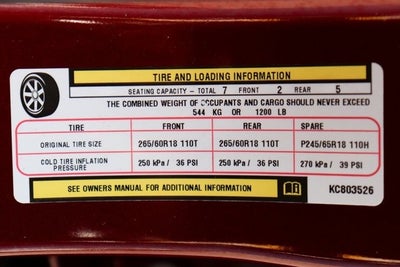 TIRE AND LOADING INFORMATION
SEATING CAPACITY - TOTAL 7 FRONT 2 REAR 5
THE COMBINED WEIGHT OF OCCUPANTS AND CARGO SHOULD NEVER EXCEED
544 KG OR 1200 LB
TIRE FRONT REAR SPARE
ORIGINAL TIRE SIZE 265/60R18 110T 265/60R18 110T P245/65R18 110H
COLD TIRE INFLATION PRESSURE 250 kPa / 36 PSI 250 kPa / 36 PSI 270 kPa / 39 PSI
SEE OWNERS MANUAL FOR ADDITIONAL INFORMATION KC803526